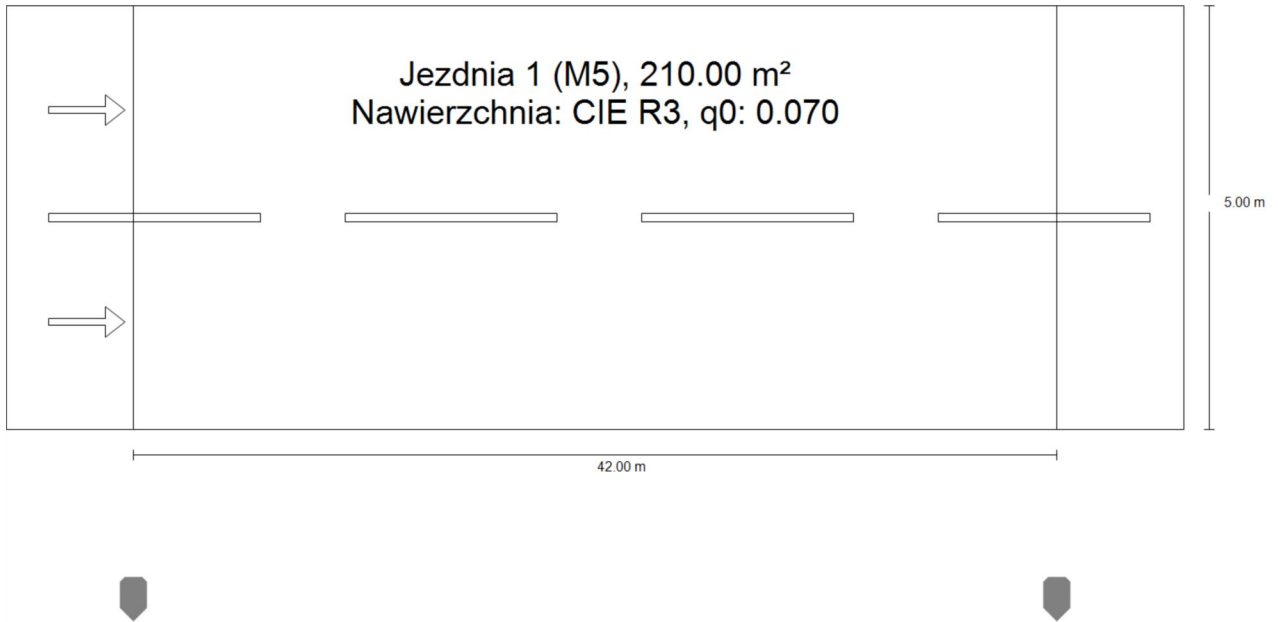 Jezdnia 1 (M5), 210.00 m²
Nawierzchnia: CIE R3, q0: 0.070
5.00 m
42.00 m